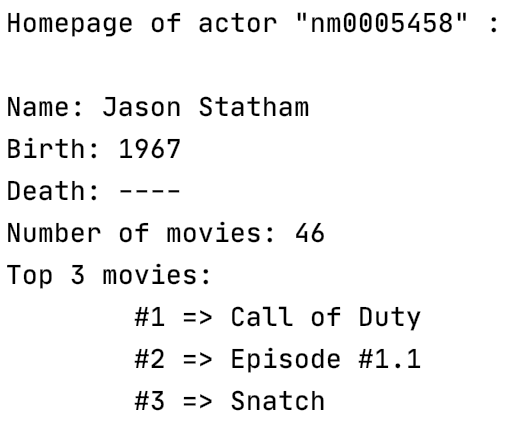 Homepage of actor "nm0005458" :
Name: Jason Statham
Birth: 1967
Death: ----
Number of movies: 46
Top 3 movies:
#1 => Call of Duty
#2 => Episode #1.1
#3 => Snatch